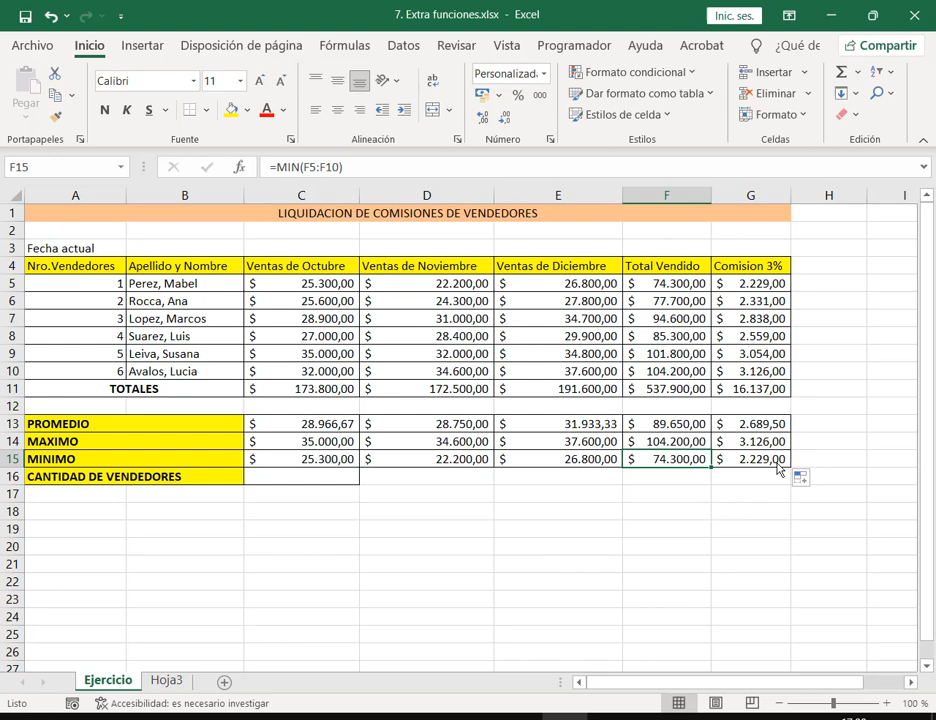 7. Extra funciones.xlsx - Excel
Inic. ses.
Archivo Inicio Insertar Disposición de página Fórmulas Datos Revisar Vista Programador Ayuda Acrobat ¿Qué de Compartir
Pegar
Calibri 11
N K S
Personalizad
% 000
Formato condicional
Dar formato como tabla
Estilos de celda
Insertar
Eliminar
Formato
Portapapeles Fuente Alineación Número Estilos Celdas Edición
F15 fx =MIN(F5:F10)
A B C D E F G H I
1 LIQUIDACION DE COMISIONES DE VENDEDORES
2
3 Fecha actual
4 Nro.Vendedores Apellido y Nombre Ventas de Octubre Ventas de Noviembre Ventas de Diciembre Total Vendido Comision 3%
5 1 Perez, Mabel $ 25.300,00 $ 22.200,00 $ 26.800,00 $ 74.300,00 $ 2.229,00
6 2 Rocca, Ana $ 25.600,00 $ 24.300,00 $ 27.800,00 $ 77.700,00 $ 2.331,00
7 3 Lopez, Marcos $ 28.900,00 $ 31.000,00 $ 34.700,00 $ 94.600,00 $ 2.838,00
8 4 Suarez, Luis $ 27.000,00 $ 28.400,00 $ 29.900,00 $ 85.300,00 $ 2.559,00
9 5 Leiva, Susana $ 35.000,00 $ 32.000,00 $ 34.800,00 $ 101.800,00 $ 3.054,00
10 6 Avalos, Lucia $ 32.000,00 $ 34.600,00 $ 37.600,00 $ 104.200,00 $ 3.126,00
11 TOTALES $ 173.800,00 $ 172.500,00 $ 191.600,00 $ 537.900,00 $ 16.137,00
12
13 PROMEDIO $ 28.966,67 $ 28.750,00 $ 31.933,33 $ 89.650,00 $ 2.689,50
14 MAXIMO $ 35.000,00 $ 34.600,00 $ 37.600,00 $ 104.200,00 $ 3.126,00
15 MINIMO $ 25.300,00 $ 22.200,00 $ 26.800,00 $ 74.300,00 $ 2.229,00
16 CANTIDAD DE VENDEDORES
17
18
19
20
21
22
23
24
25
26
27
Ejercicio Hoja3
Listo Accesibilidad: es necesario investigar 100 %